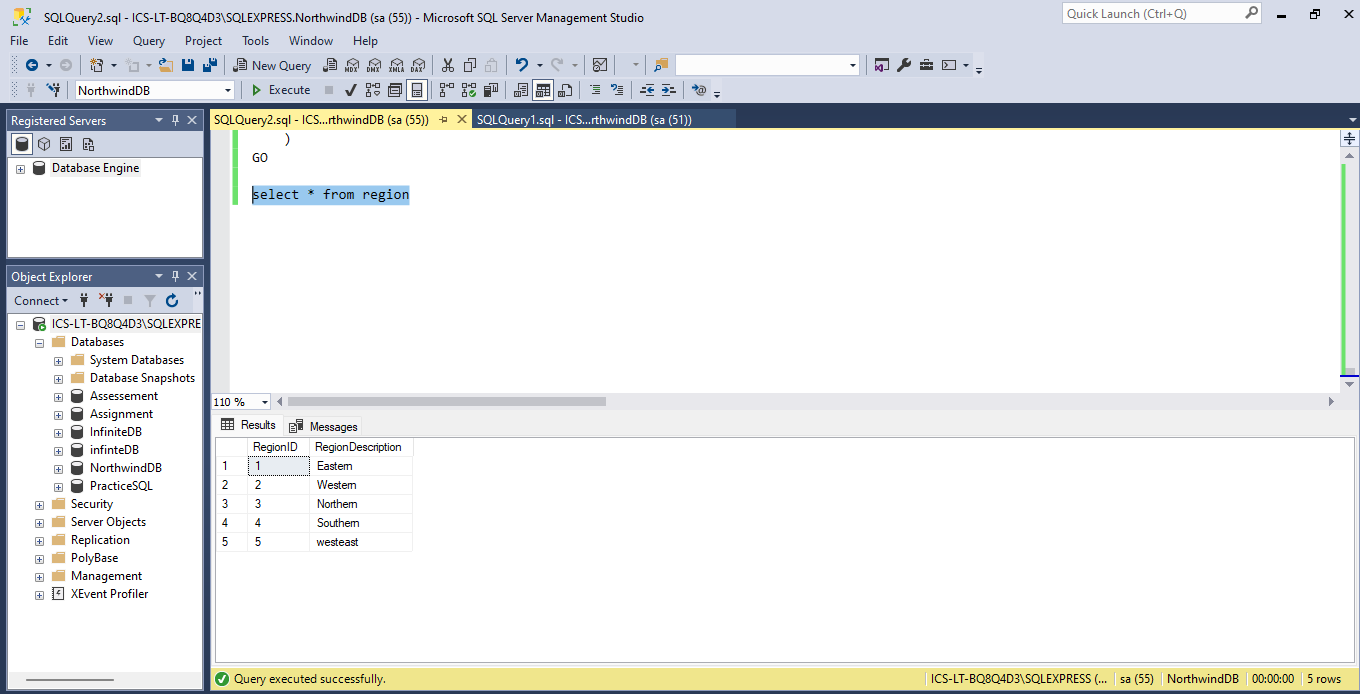 SQLQuery2.sql - ICS-LT-BQ8Q4D3\SQLEXPRESS.NorthwindDB (sa (55)) - Microsoft SQL Server Management Studio
Quick Launch (Ctrl+Q)
File Edit View Query Project Tools Window Help
New Query MDX DMX XMLA DAX
NorthwindDB Execute
Registered Servers
Database Engine
Object Explorer
Connect
ICS-LT-BQ8Q4D3\SQLEXPRE
Databases
System Databases
Database Snapshots
Assessement
Assignment
InfiniteDB
infinteDB
NorthwindDB
PracticeSQL
Security
Server Objects
Replication
PolyBase
Management
XEvent Profiler
SQLQuery2.sql - ICS...rthwindDB (sa (55)) SQLQuery1.sql - ICS...rthwindDB (sa (51))
)
GO
select * from region
110 %
Results Messages
RegionID RegionDescription
1 1 Eastern
2 2 Western
3 3 Northern
4 4 Southern
5 5 westeast
Query executed successfully. ICS-LT-BQ8Q4D3\SQLEXPRESS (... sa (55) NorthwindDB 00:00:00 5 rows